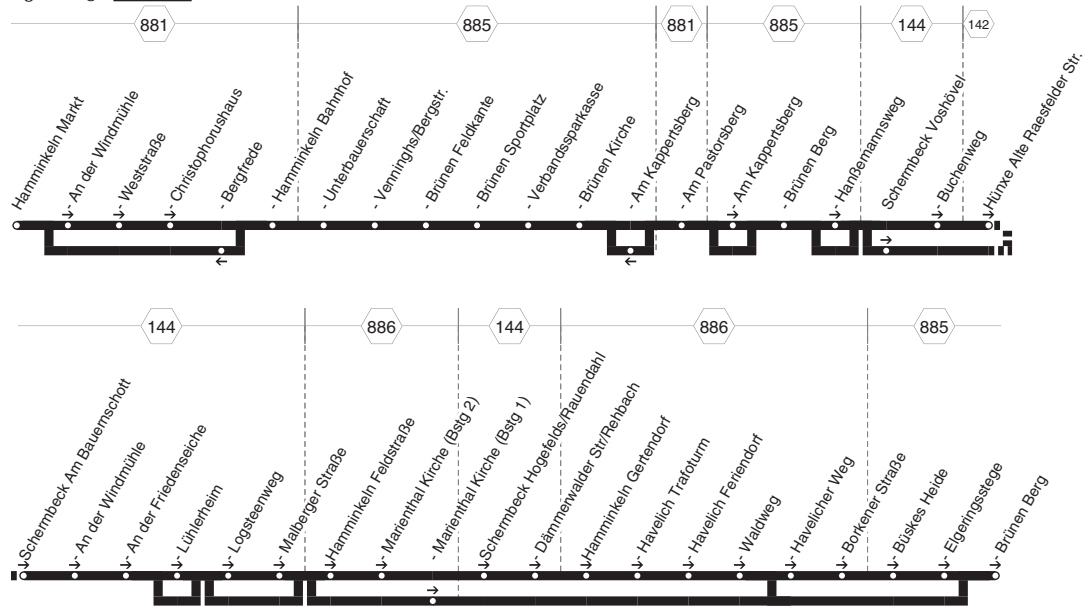 881 885 881 885 144 142
Hamminkeln Markt
- An der Windmühle
- Weststraße
- Christophorushaus
- Bergfrede
- Hamminkeln Bahnhof
- Unterbauerschaft
- Venninghs/Bergstr.
- Brünen Feldkante
- Brünen Sportplatz
- Verbandssparkasse
- Brünen Kirche
- Am Kappertsberg
- Am Pastorsberg
- Am Kappertsberg
- Brünen Berg
- Hanßemannsweg
Schermbeck Voshövel
- Buchenweg
Hünxe Alte Raesfelder Str.
144 886 144 886 885
Schermbeck Am Bauernschott
- An der Windmühle
- An der Friedenseiche
- Lühlerheim
- Logsteenweg
- Malberger Straße
Hamminkeln Feldstraße
- Marienthal Kirche (Bstg 2)
- Marienthal Kirche (Bstg 1)
Schermbeck Hogefelds/Rauendahl
- Dämmerwalder Str/Rehbach
Hamminkeln Gertendorf
- Havelich Trafoturm
- Havelich Feriendorf
- Waldweg
- Havelicher Weg
- Borkener Straße
- Büskes Heide
- Elgeringsstege
- Brünen Berg